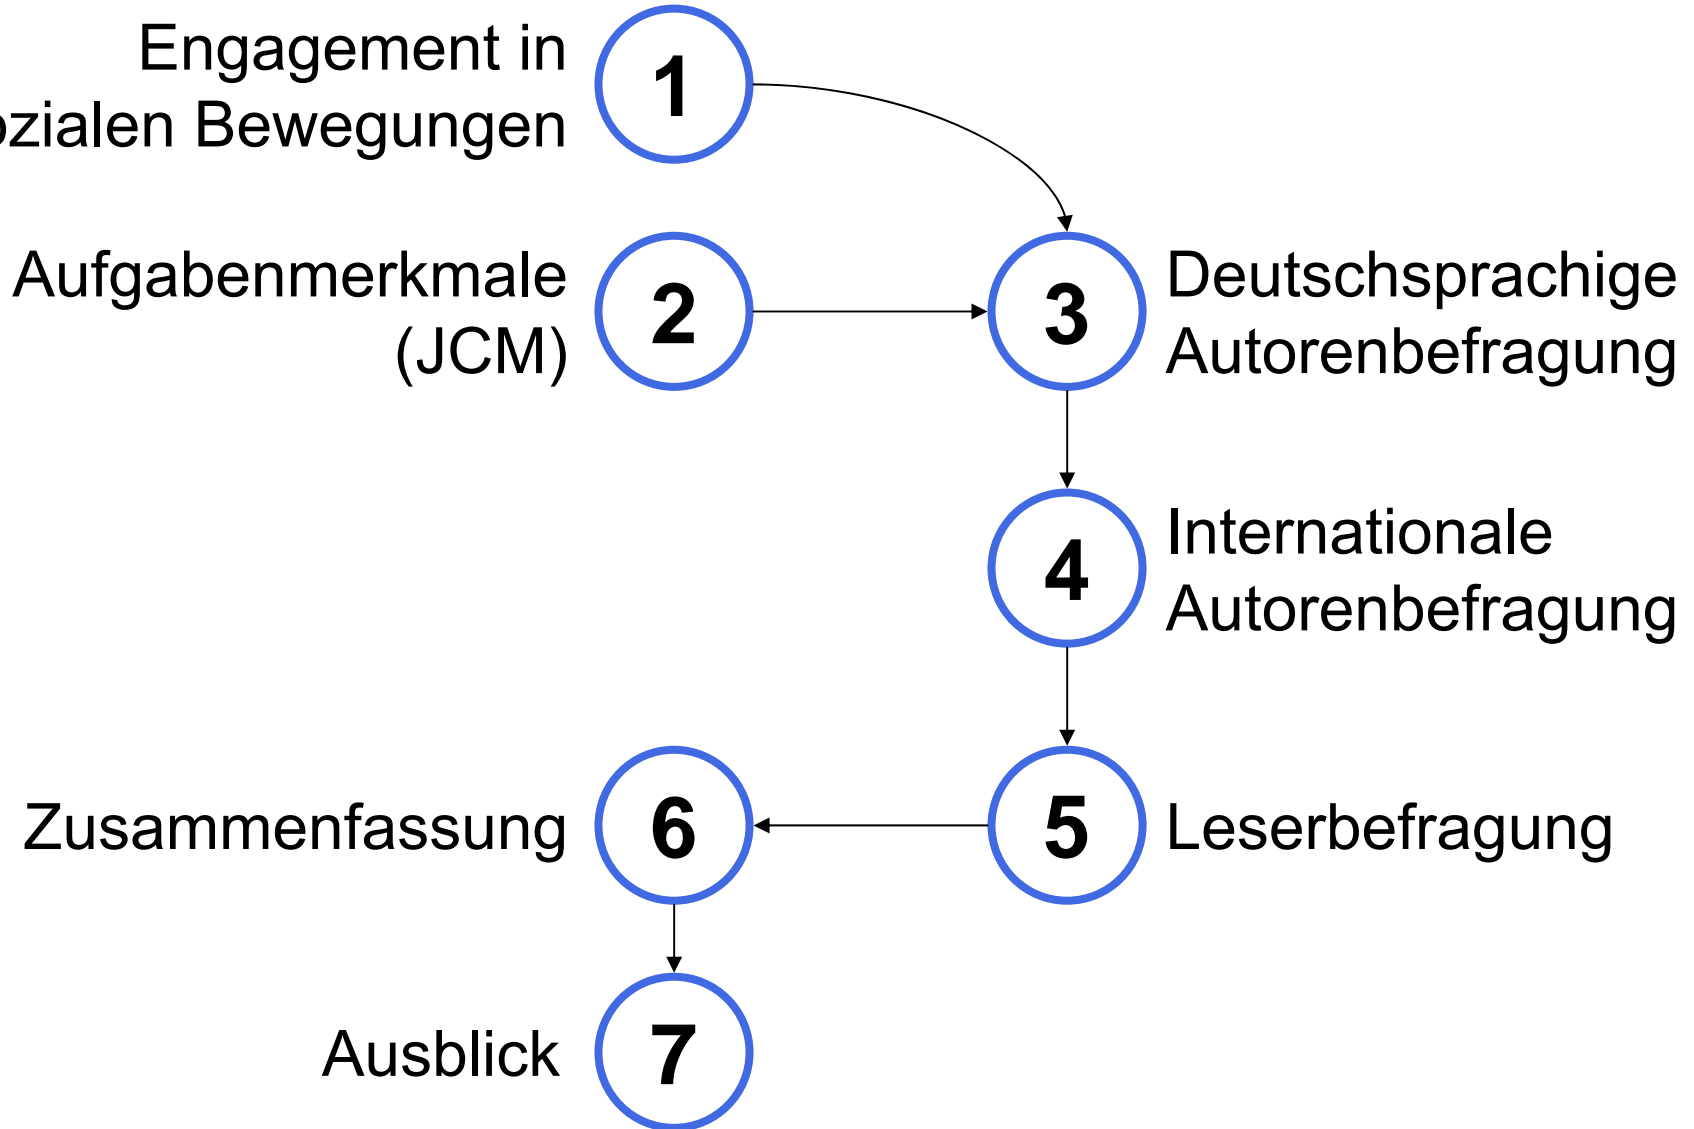 Engagement in
ozialen Bewegungen
1
Aufgabenmerkmale
(JCM)
2
3
Deutschsprachige
Autorenbefragung
4
Internationale
Autorenbefragung
Zusammenfassung
6
5
Leserbefragung
Ausblick
7